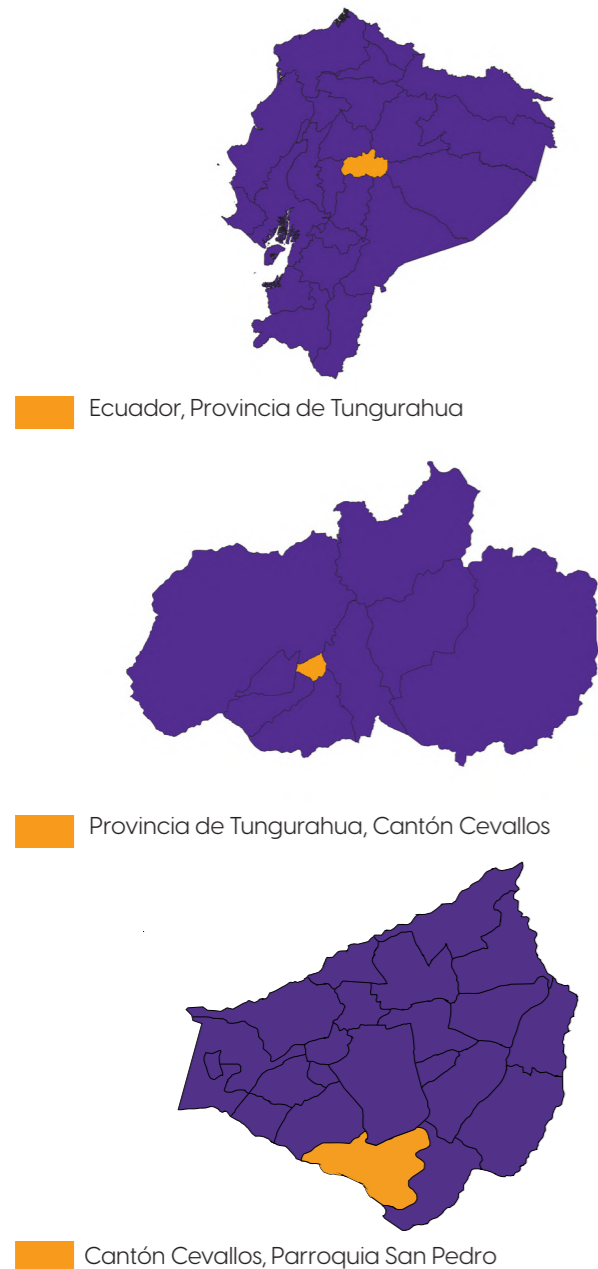 Ecuador, Provincia de Tungurahua
Provincia de Tungurahua, Cantón Cevallos
Cantón Cevallos, Parroquia San Pedro